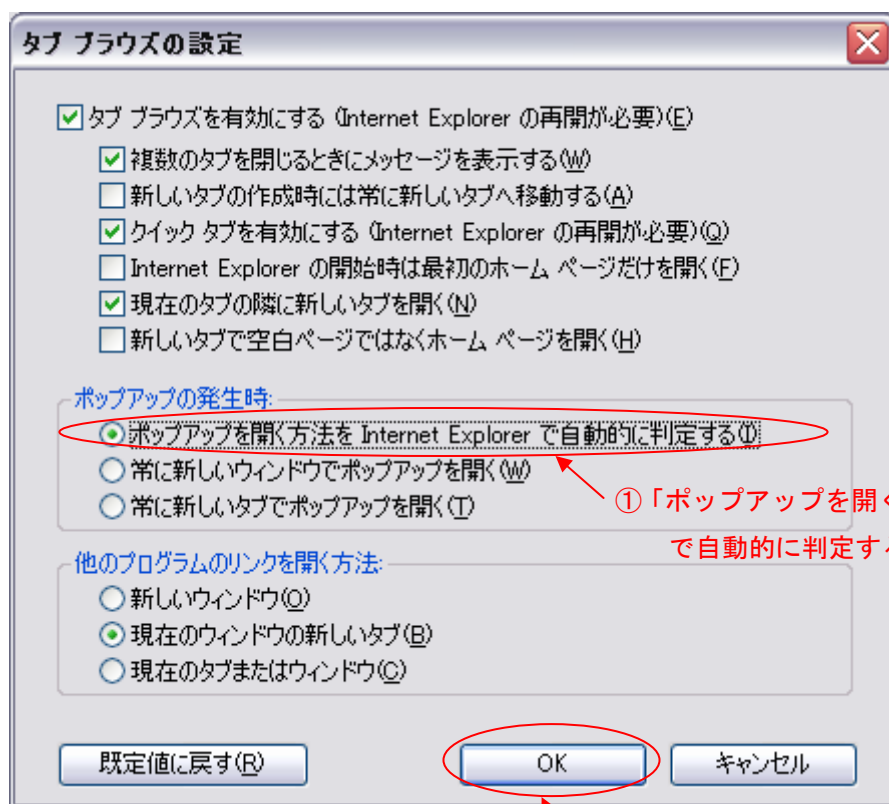 タブ ブラウズの設定
タブ ブラウズを有効にする (Internet Explorer の再開が必要)(E)
複数のタブを閉じるときにメッセージを表示する(W)
新しいタブの作成時には常に新しいタブへ移動する(A)
クイック タブを有効にする (Internet Explorer の再開が必要)(Q)
Internet Explorer の開始時は最初のホーム ページだけを開く(F)
現在のタブの隣に新しいタブを開く(N)
新しいタブで空白ページではなくホーム ページを開く(H)
ポップアップの発生時:
ポップアップを開く方法を Internet Explorer で自動的に判定する(I)
常に新しいウィンドウでポップアップを開く(W)
常に新しいタブでポップアップを開く(T)
①「ポップアップを開く
で自動的に判定する
他のプログラムのリンクを開く方法:
新しいウィンドウ(O)
現在のウィンドウの新しいタブ(B)
現在のタブまたはウィンドウ(C)
既定値に戻す(R)
OK
キャンセル